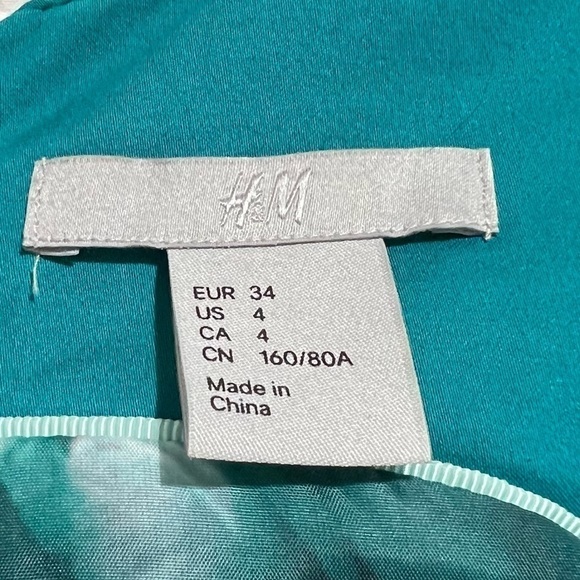 H&M
EUR 34
US 4
CA 4
CN 160/80A
Made in
China